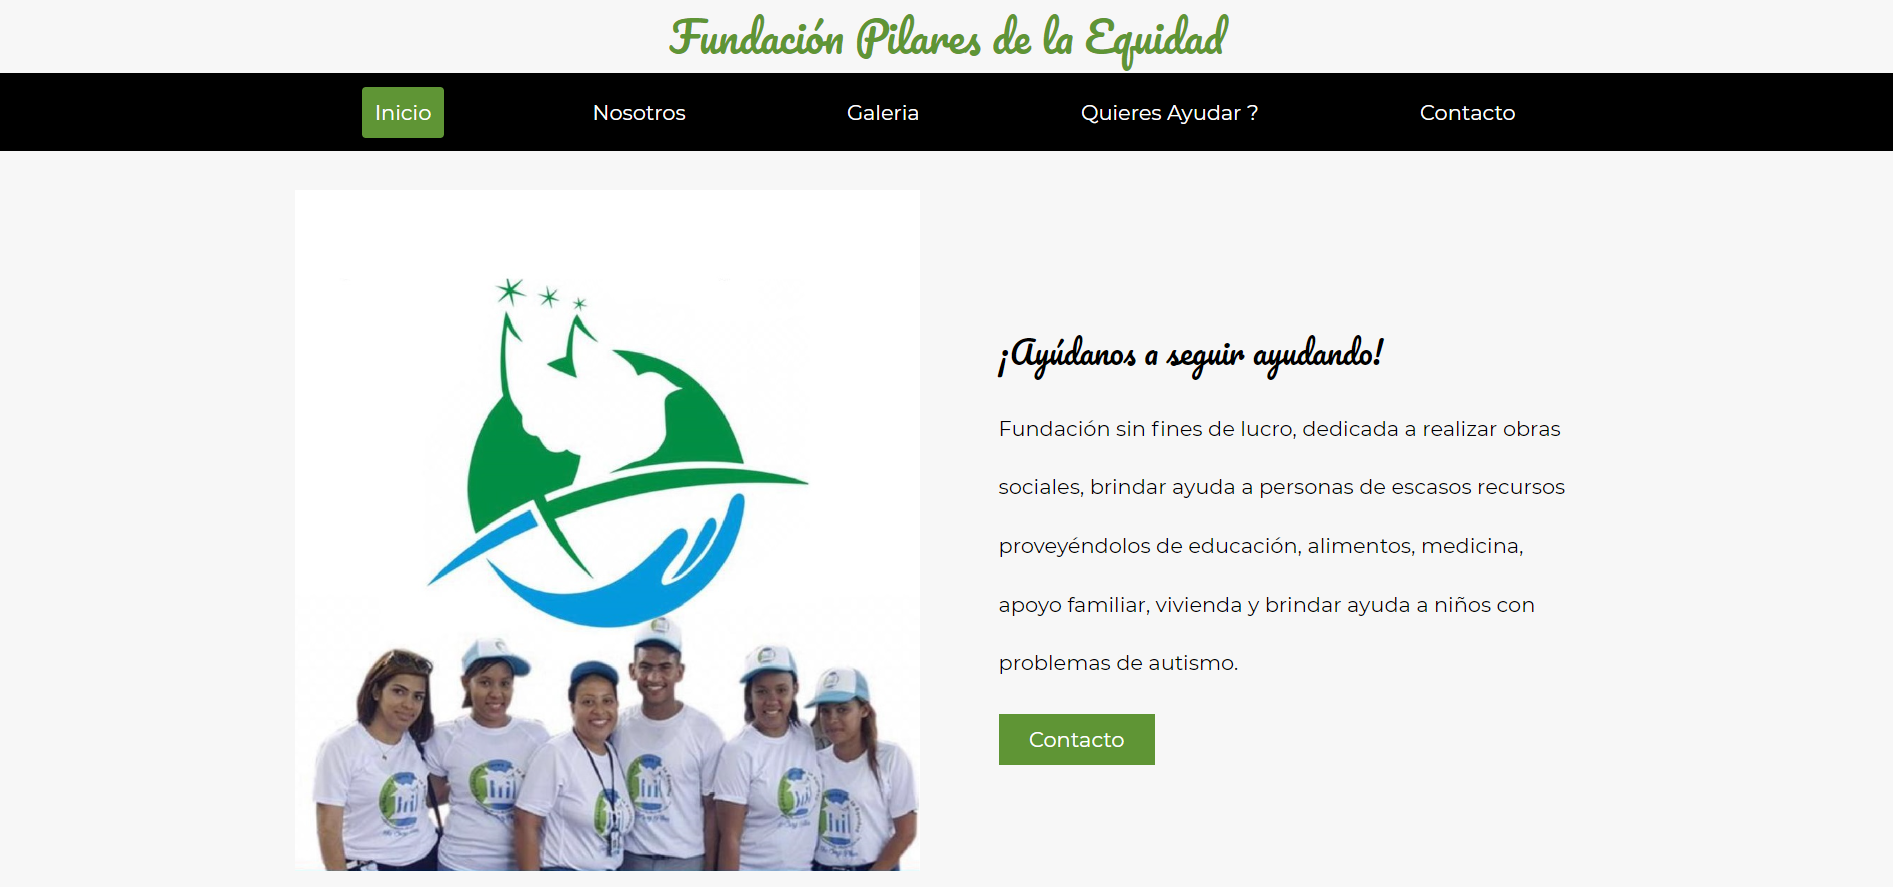 Fundación Pilares de la Equidad
Inicio Nosotros Galeria Quieres Ayudar ? Contacto
¡Ayúdanos a seguir ayudando!
Fundación sin fines de lucro, dedicada a realizar obras
sociales, brindar ayuda a personas de escasos recursos
proveyéndolos de educación, alimentos, medicina,
apoyo familiar, vivienda y brindar ayuda a niños con
problemas de autismo.
Contacto